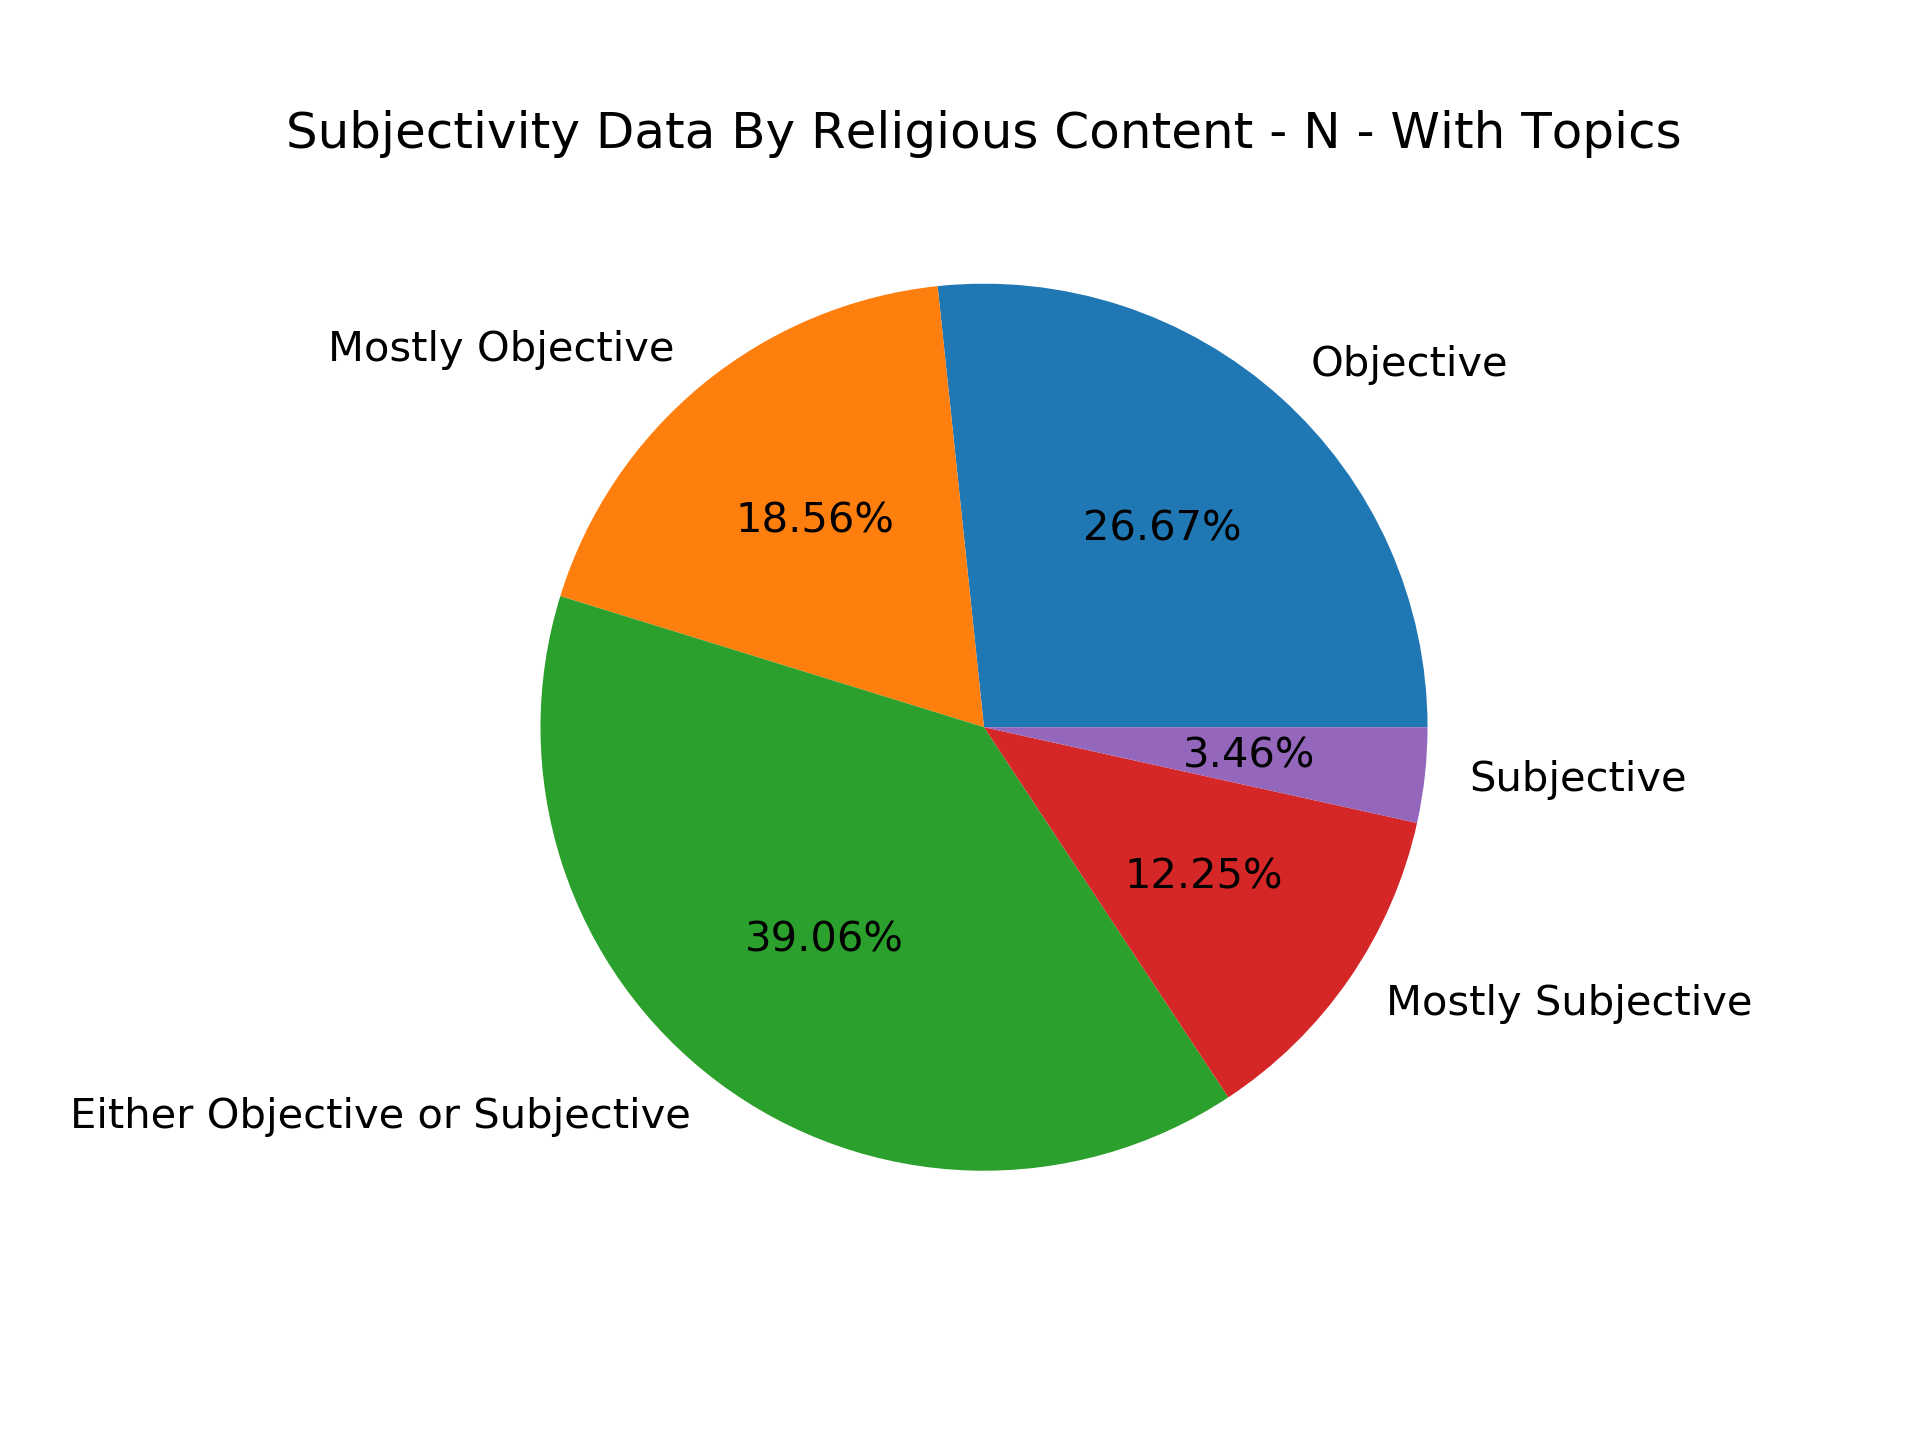 Subjectivity Data By Religious Content - N - With Topics
Mostly Objective
Objective
18.56%
26.67%
3.46%
Subjective
12.25%
39.06%
Mostly Subjective
Either Objective or Subjective